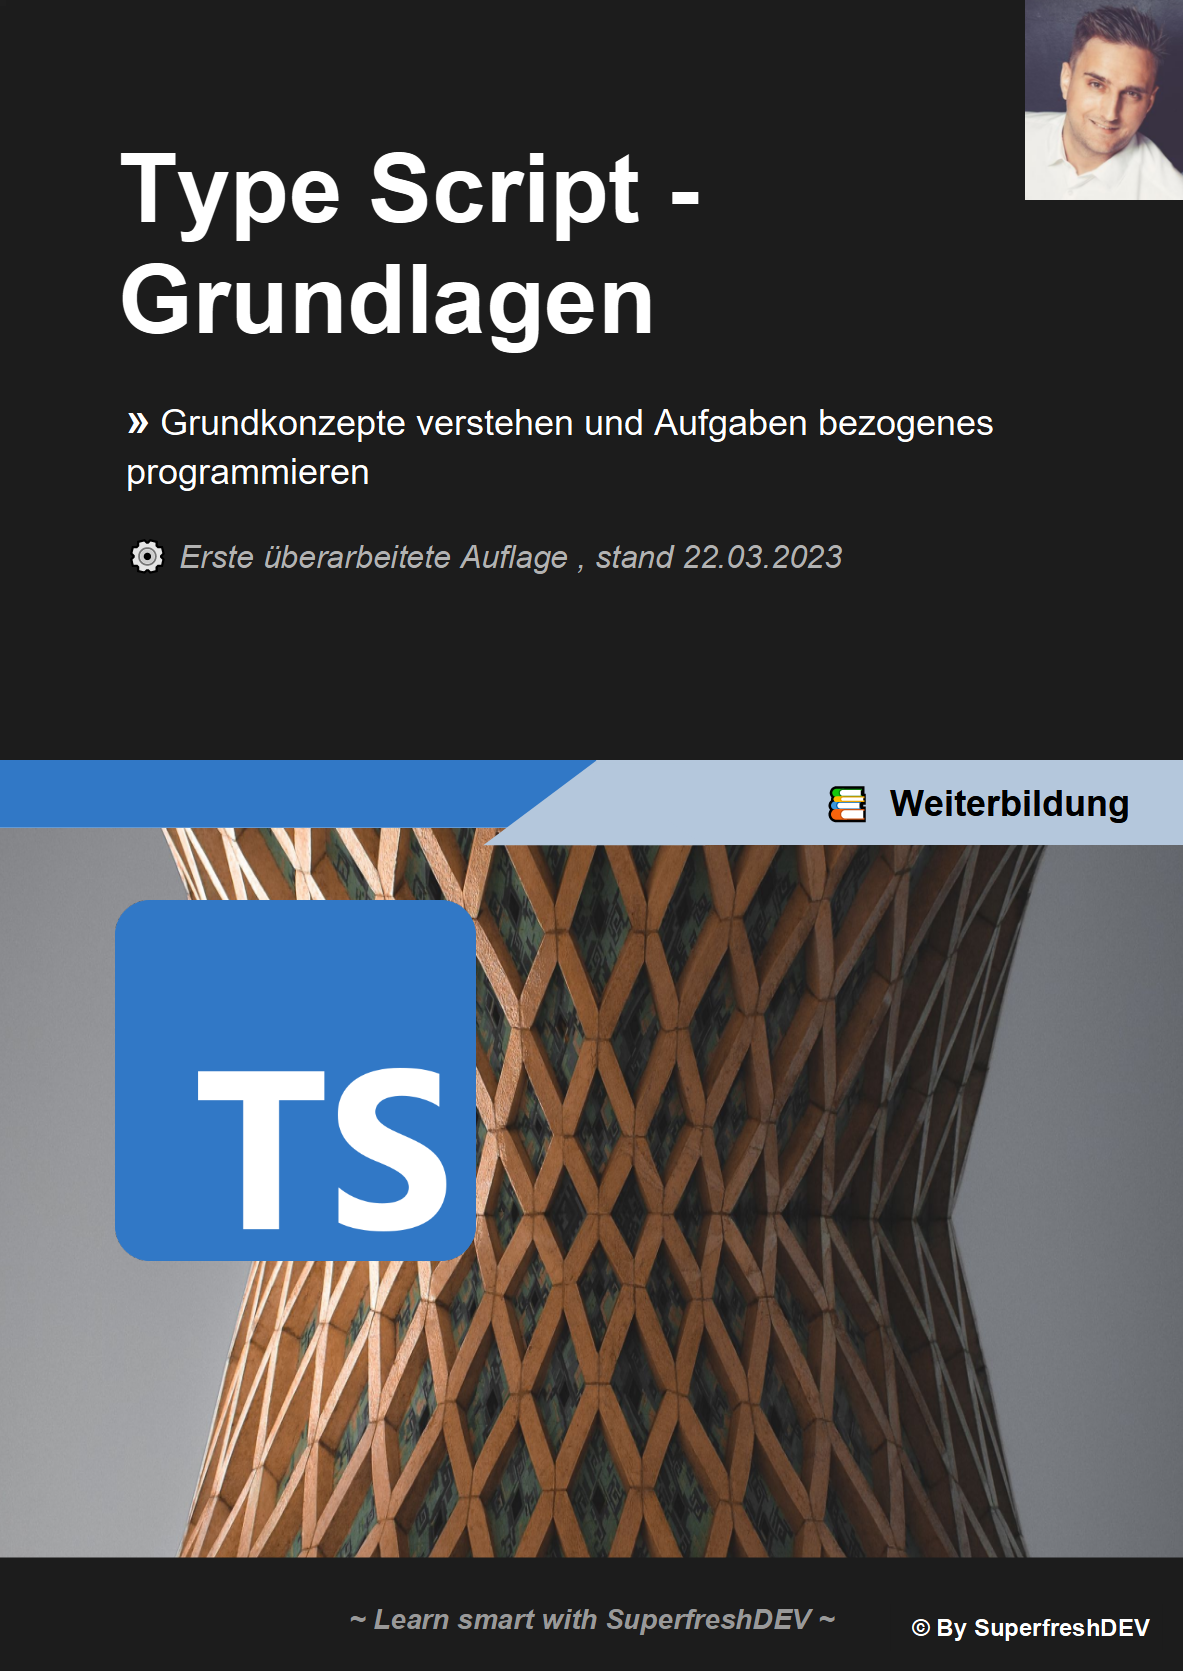 Type Script -
Grundlagen
» Grundkonzepte verstehen und Aufgaben bezogenes
programmieren
Erste überarbeitete Auflage , stand 22.03.2023
Weiterbildung
TS
~ Learn smart with SuperfreshDEV ~
© By SuperfreshDEV